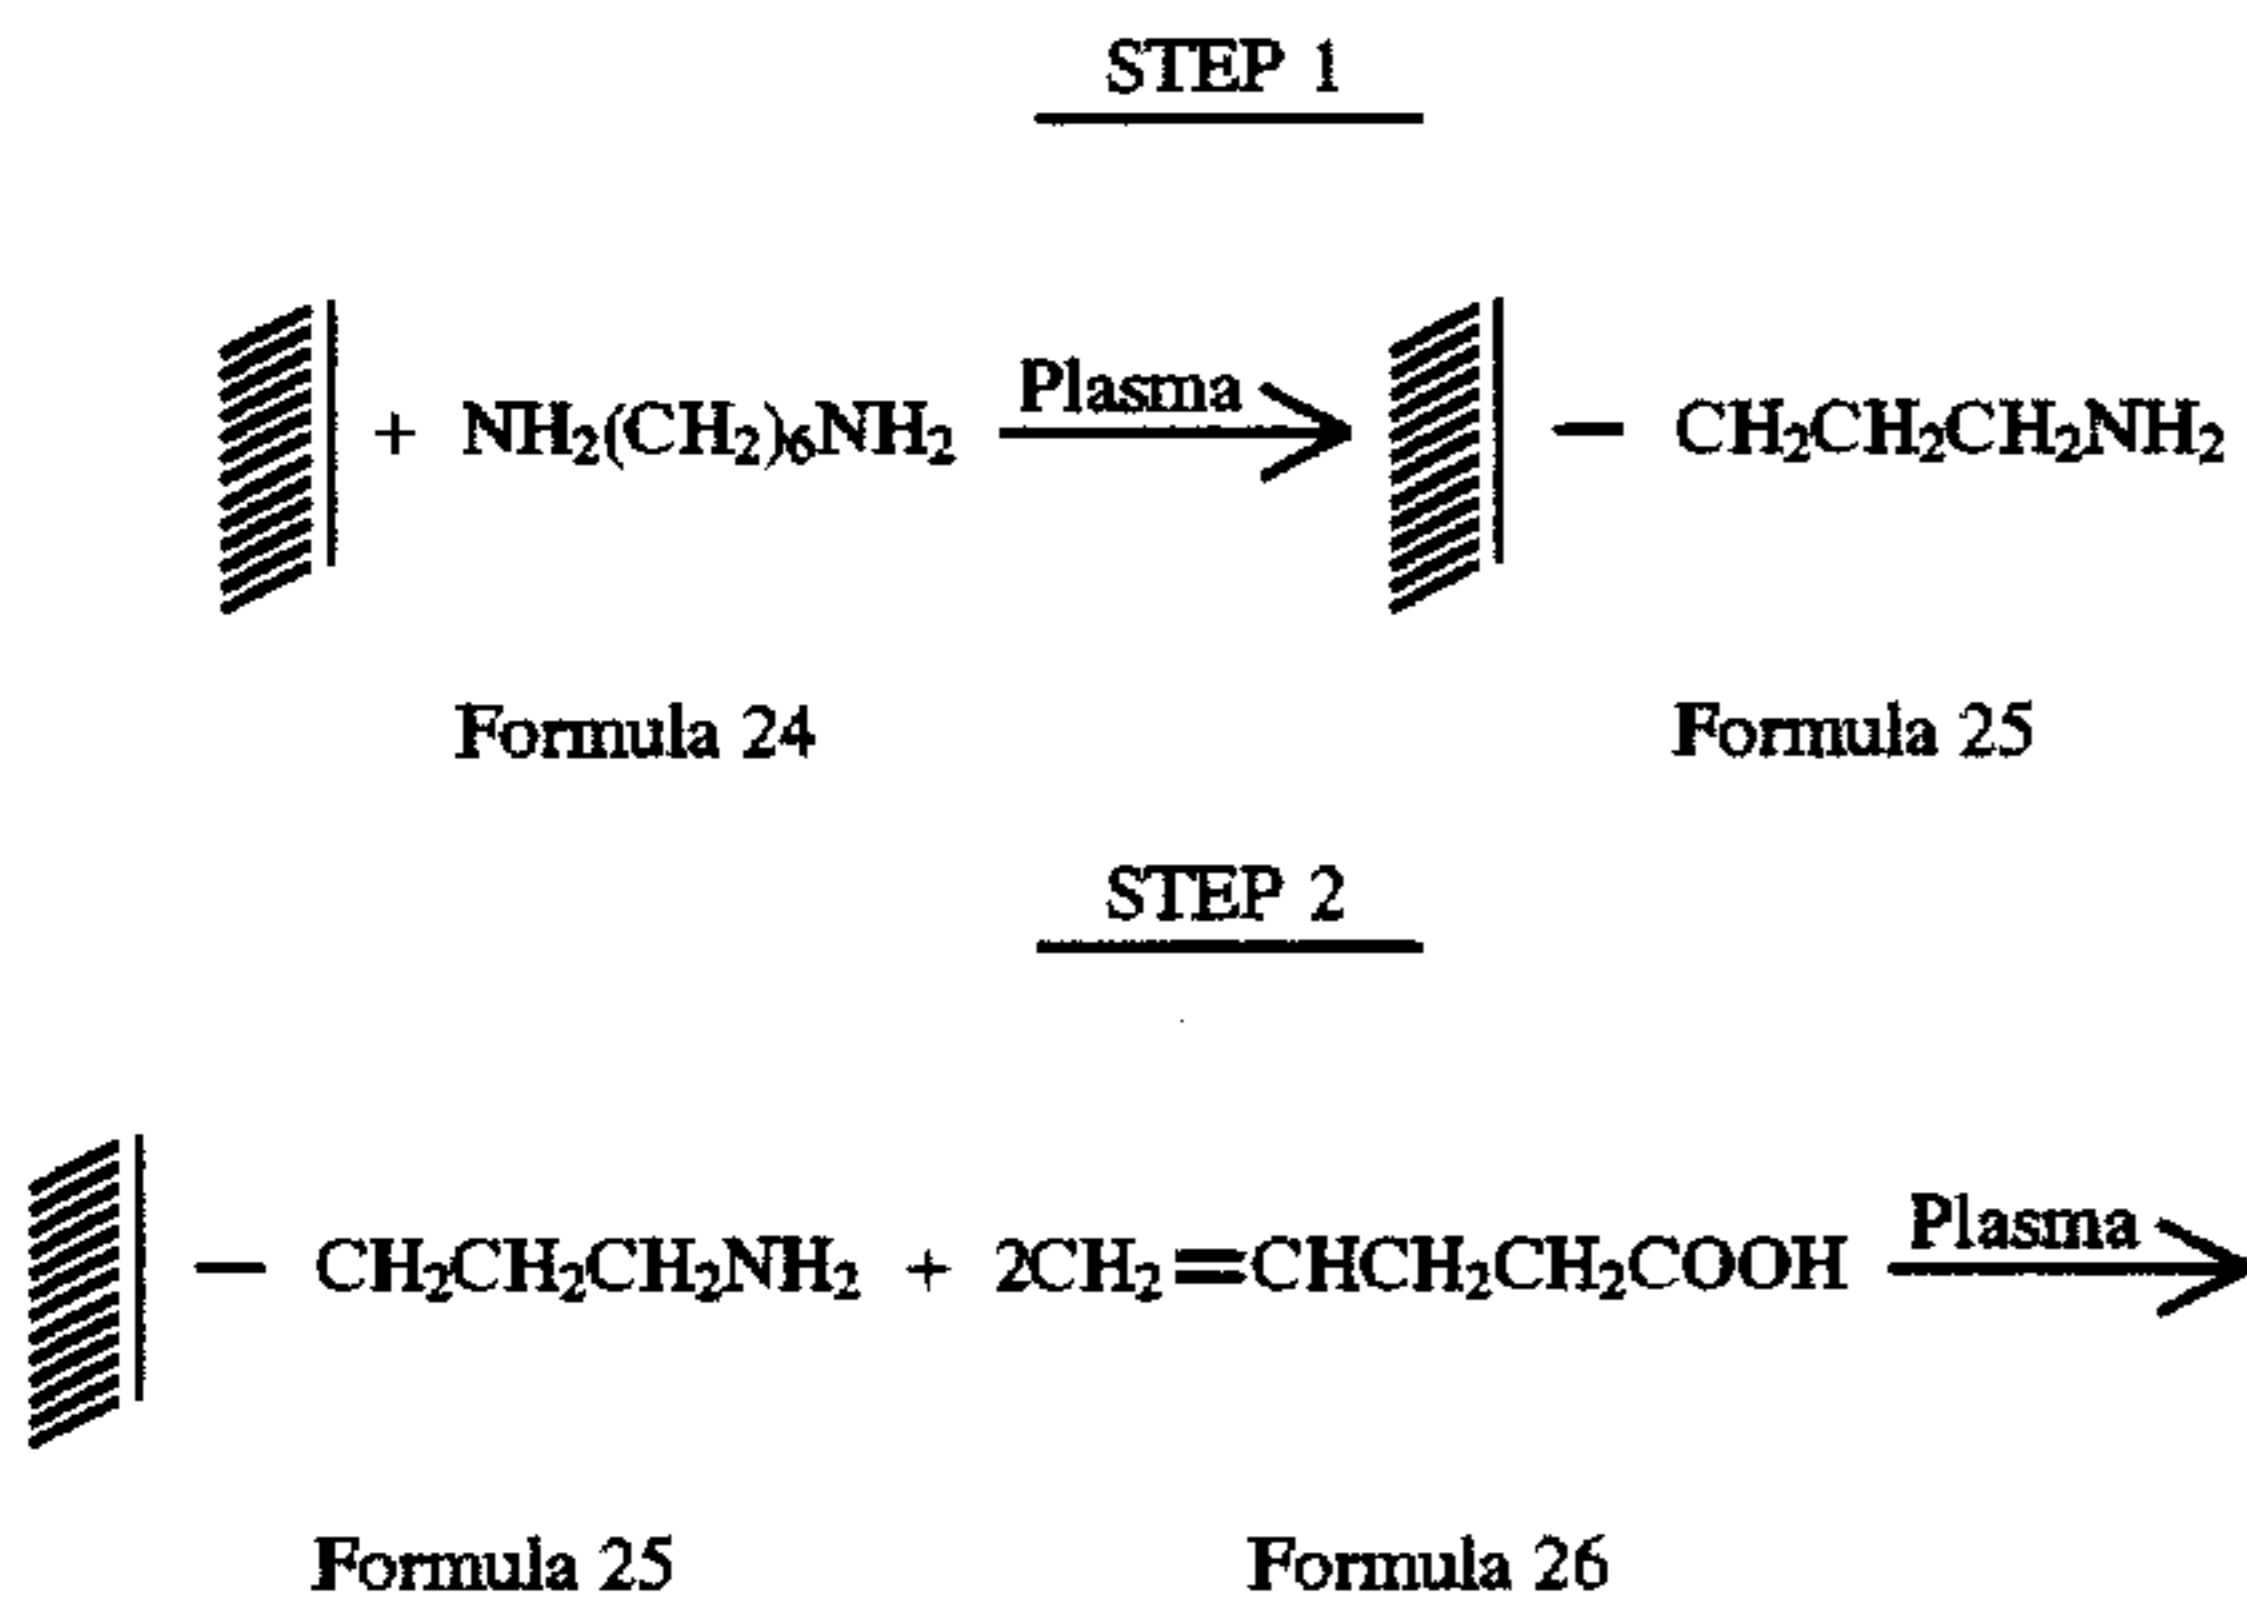 STEP 1
+ NH₂(CH₂)₆NH₂ Plasma — CH₂CH₂CH₂NH₂
Formula 24 Formula 25
STEP 2
— CH₂CH₂CH₂NH₂ + 2CH₂=CHCH₂CH₂COOH Plasma
Formula 25 Formula 26